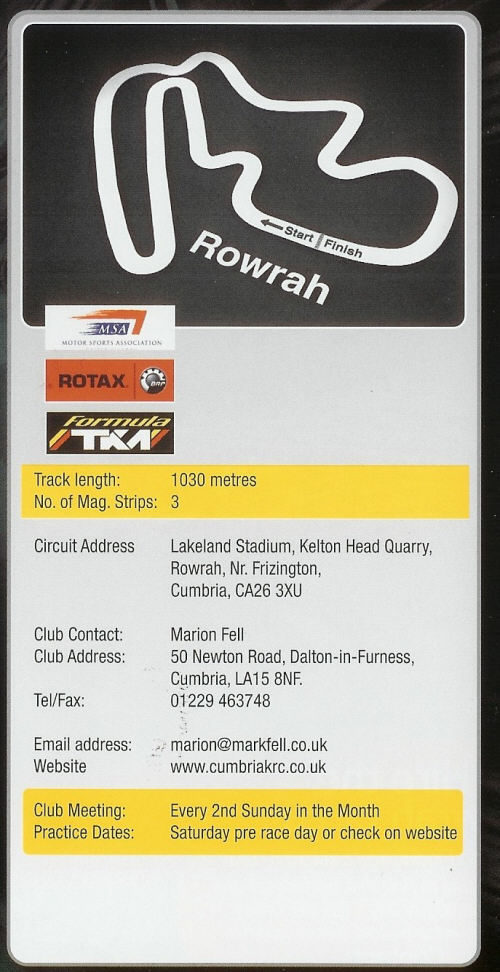 Start Finish
Rowrah
MSA
MOTOR SPORTS ASSOCIATION
ROTAX BRP
Formula
TKM
Track length: 1030 metres
No. of Mag. Strips: 3
Circuit Address Lakeland Stadium, Kelton Head Quarry,
Rowrah, Nr. Frizington,
Cumbria, CA26 3XU
Club Contact: Marion Fell
Club Address: 50 Newton Road, Dalton-in-Furness,
Cumbria, LA15 8NF.
Tel/Fax: 01229 463748
Email address: marion@markfell.co.uk
Website www.cumbriakrc.co.uk
Club Meeting: Every 2nd Sunday in the Month
Practice Dates: Saturday pre race day or check on website